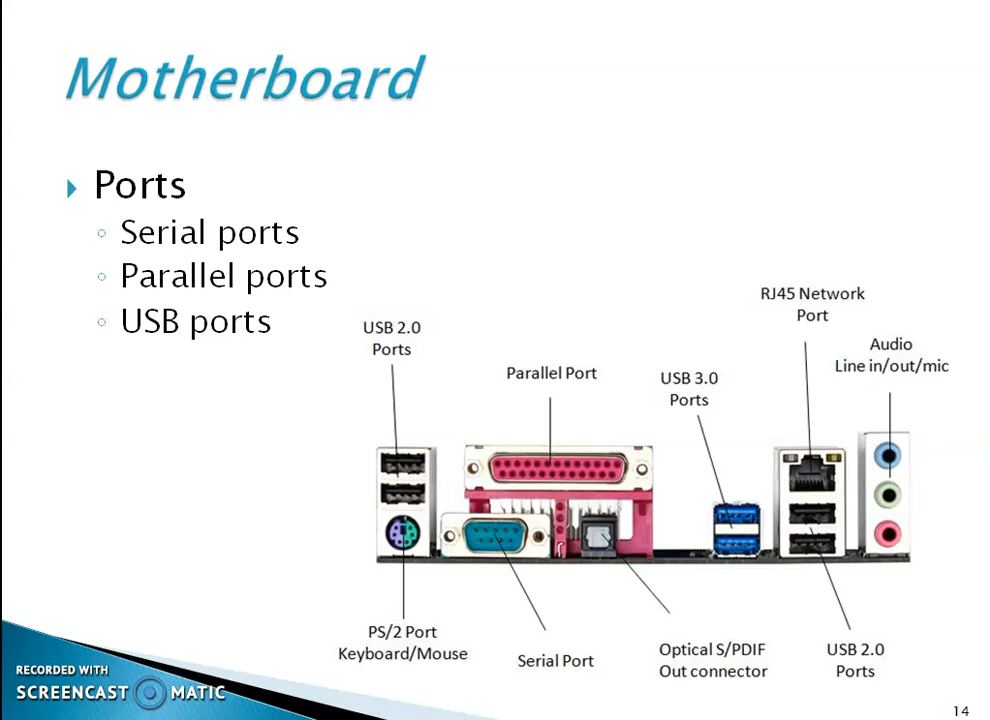 Motherboard
Ports
Serial ports
Parallel ports
USB ports
USB 2.0
Ports
Parallel Port
USB 3.0
Ports
RJ45 Network
Port
Audio
Line in/out/mic
PS/2 Port
Keyboard/Mouse
Serial Port
Optical S/PDIF
Out connector
USB 2.0
Ports
RECORDED WITH
SCREENCAST MATIC
14